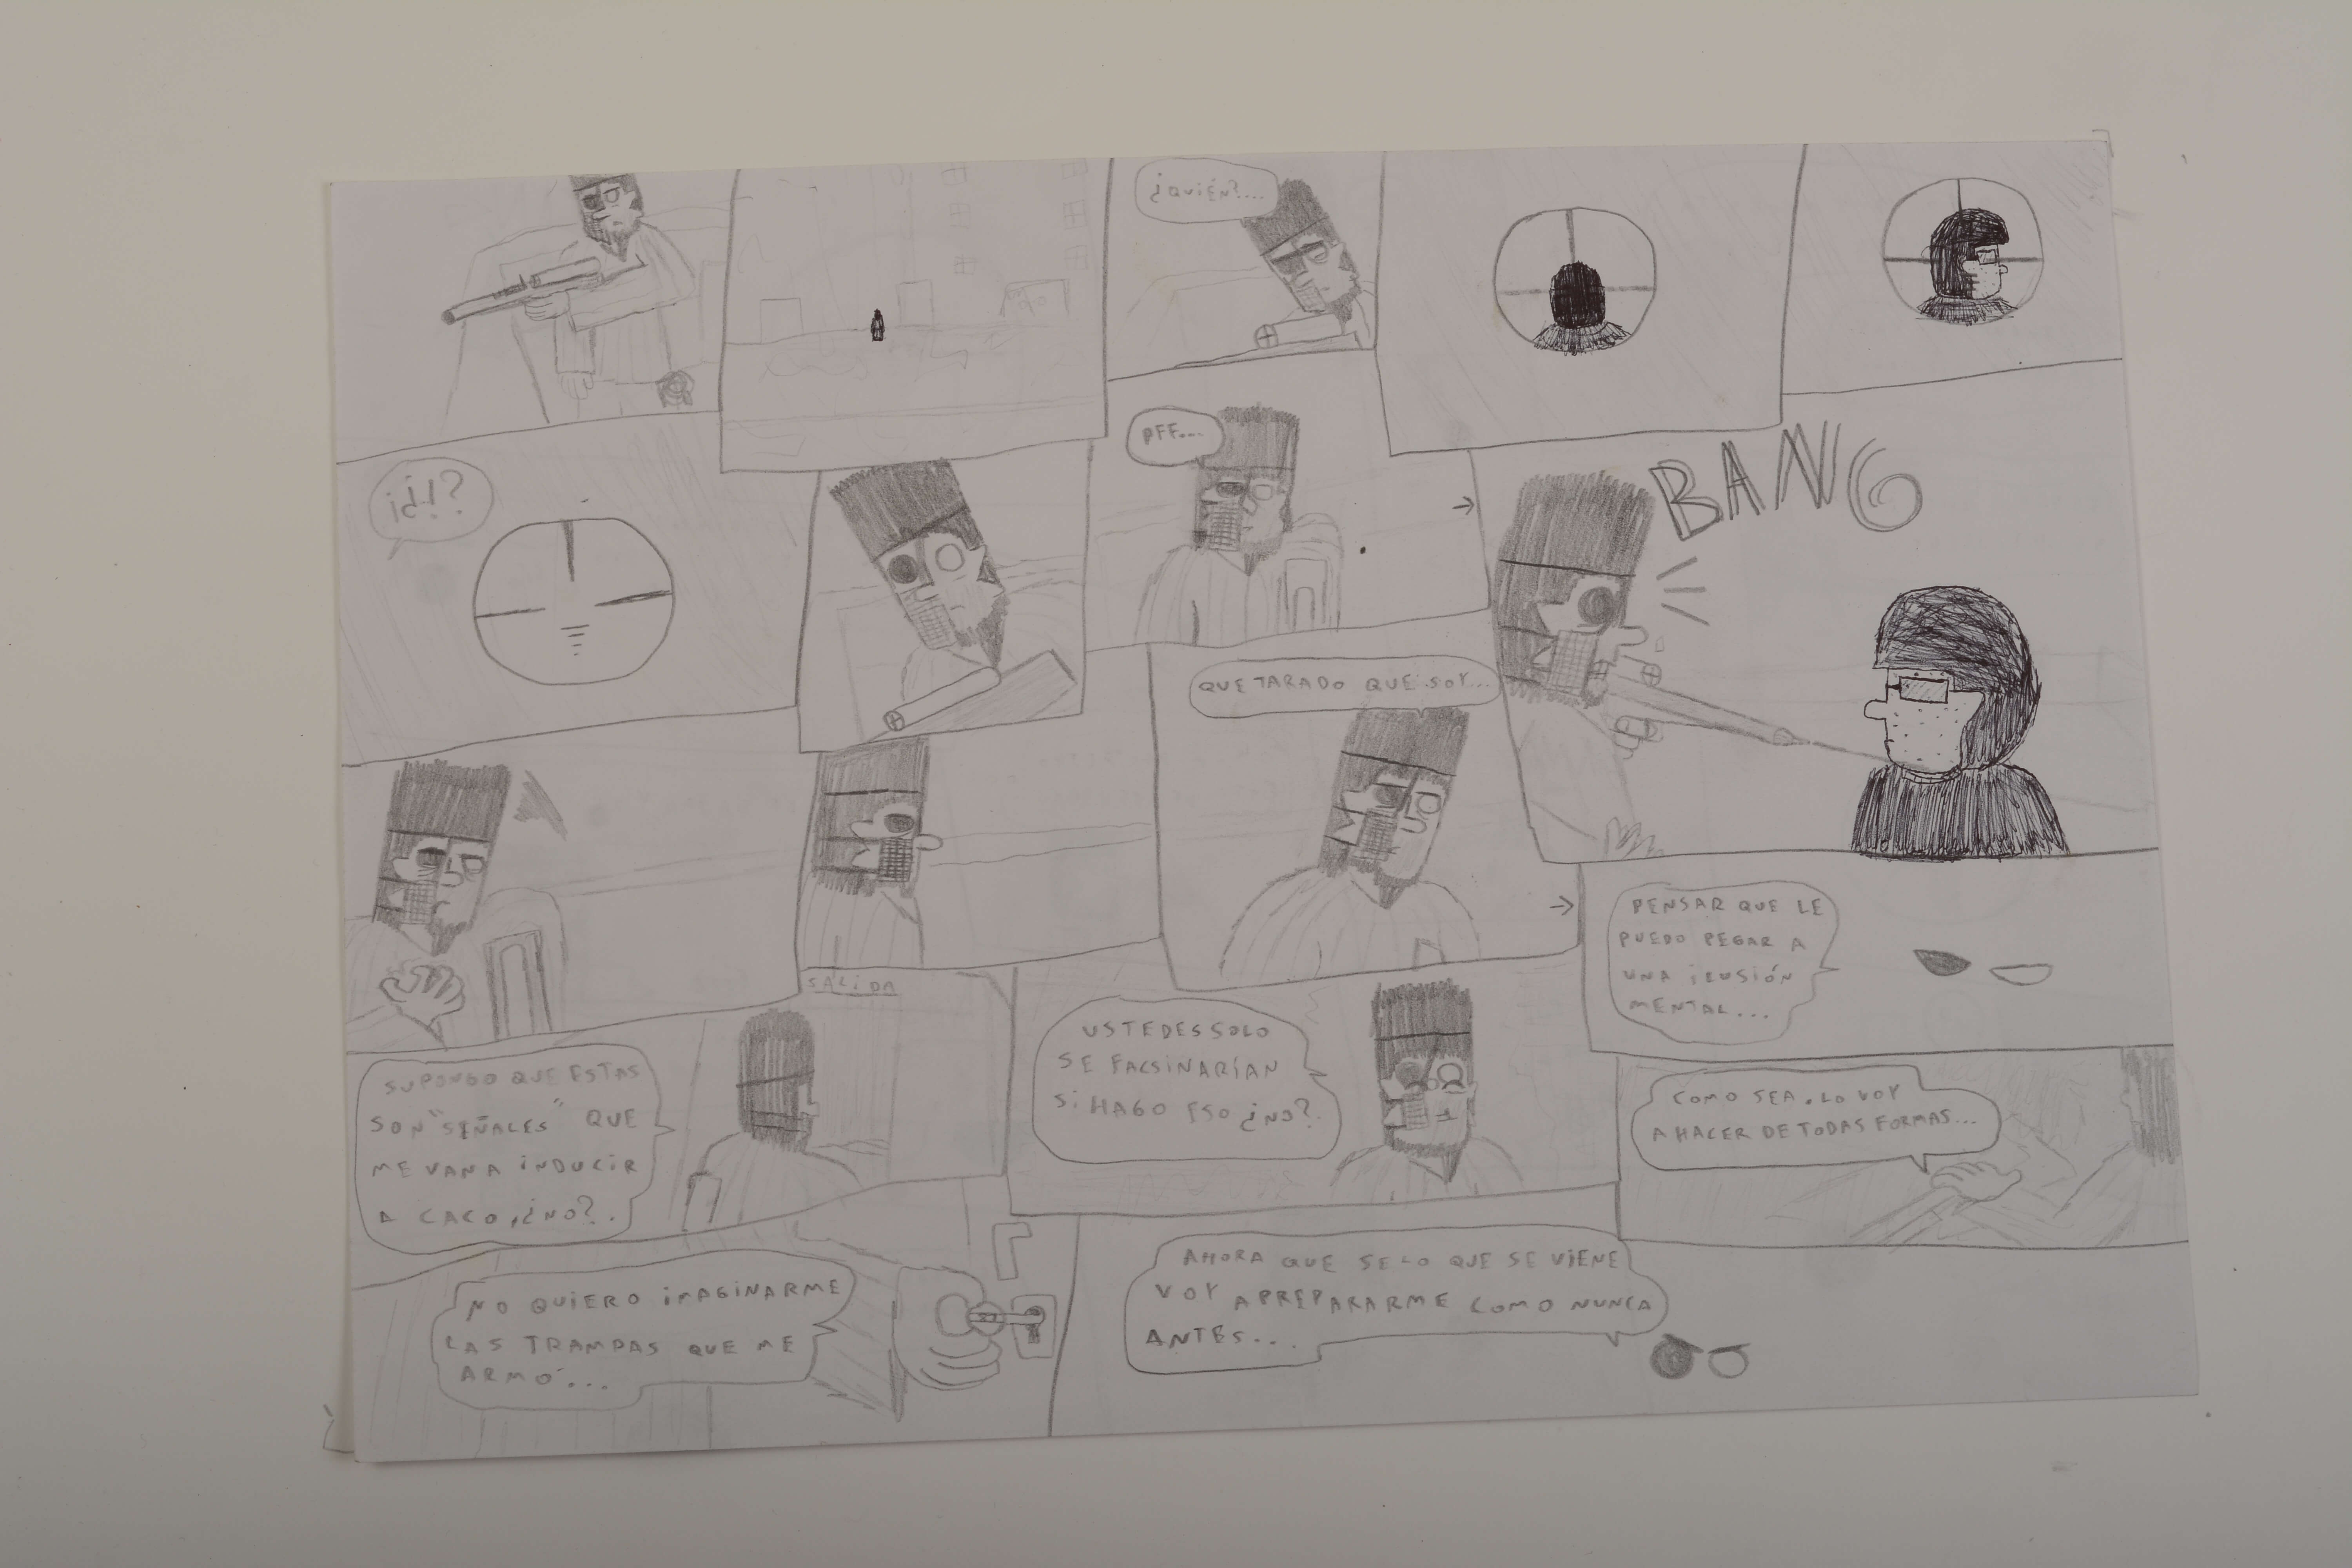 ¿QUIÉN?...
¡¿!?
PFF...
BANG
QUE TARADO QUE SOY...
PENSAR QUE LE
PUEDO PEGAR A
UNA ILUSIÓN
MENTAL...
SUPONGO QUE ESTAS
SON "SEÑALES" QUE
ME VAN A INDUCIR
A CACO, ¿NO?.
SALIDA
USTEDES SOLO
SE FACSINARÍAN
SI HAGO ESO ¿NO?.
COMO SEA, LO VOY
A HACER DE TODAS FORMAS...
NO QUIERO IMAGINARME
LAS TRAMPAS QUE ME
ARMÓ...
AHORA QUE SE LO QUE SE VIENE
VOY A PREPARARME COMO NUNCA
ANTES...